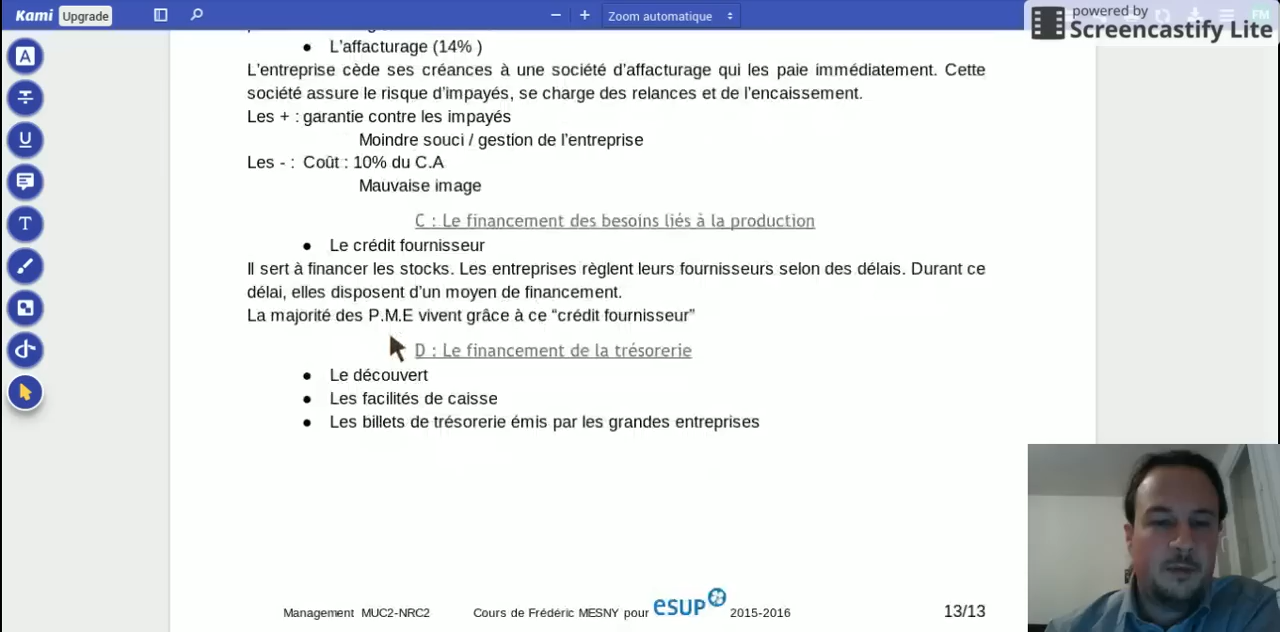 Kami Upgrade
Zoom automatique
powered by
Screencastify Lite
FM
● L'affacturage (14% )
L'entreprise cède ses créances à une société d'affacturage qui les paie immédiatement. Cette
société assure le risque d'impayés, se charge des relances et de l'encaissement.
Les + : garantie contre les impayés
Moindre souci / gestion de l'entreprise
Les - : Coût : 10% du C.A
Mauvaise image
C : Le financement des besoins liés à la production
● Le crédit fournisseur
Il sert à financer les stocks. Les entreprises règlent leurs fournisseurs selon des délais. Durant ce
délai, elles disposent d'un moyen de financement.
La majorité des P.M.E vivent grâce à ce “crédit fournisseur”
D : Le financement de la trésorerie
● Le découvert
● Les facilités de caisse
● Les billets de trésorerie émis par les grandes entreprises
Management MUC2-NRC2 Cours de Frédéric MESNY pour esup 2015-2016 13/13